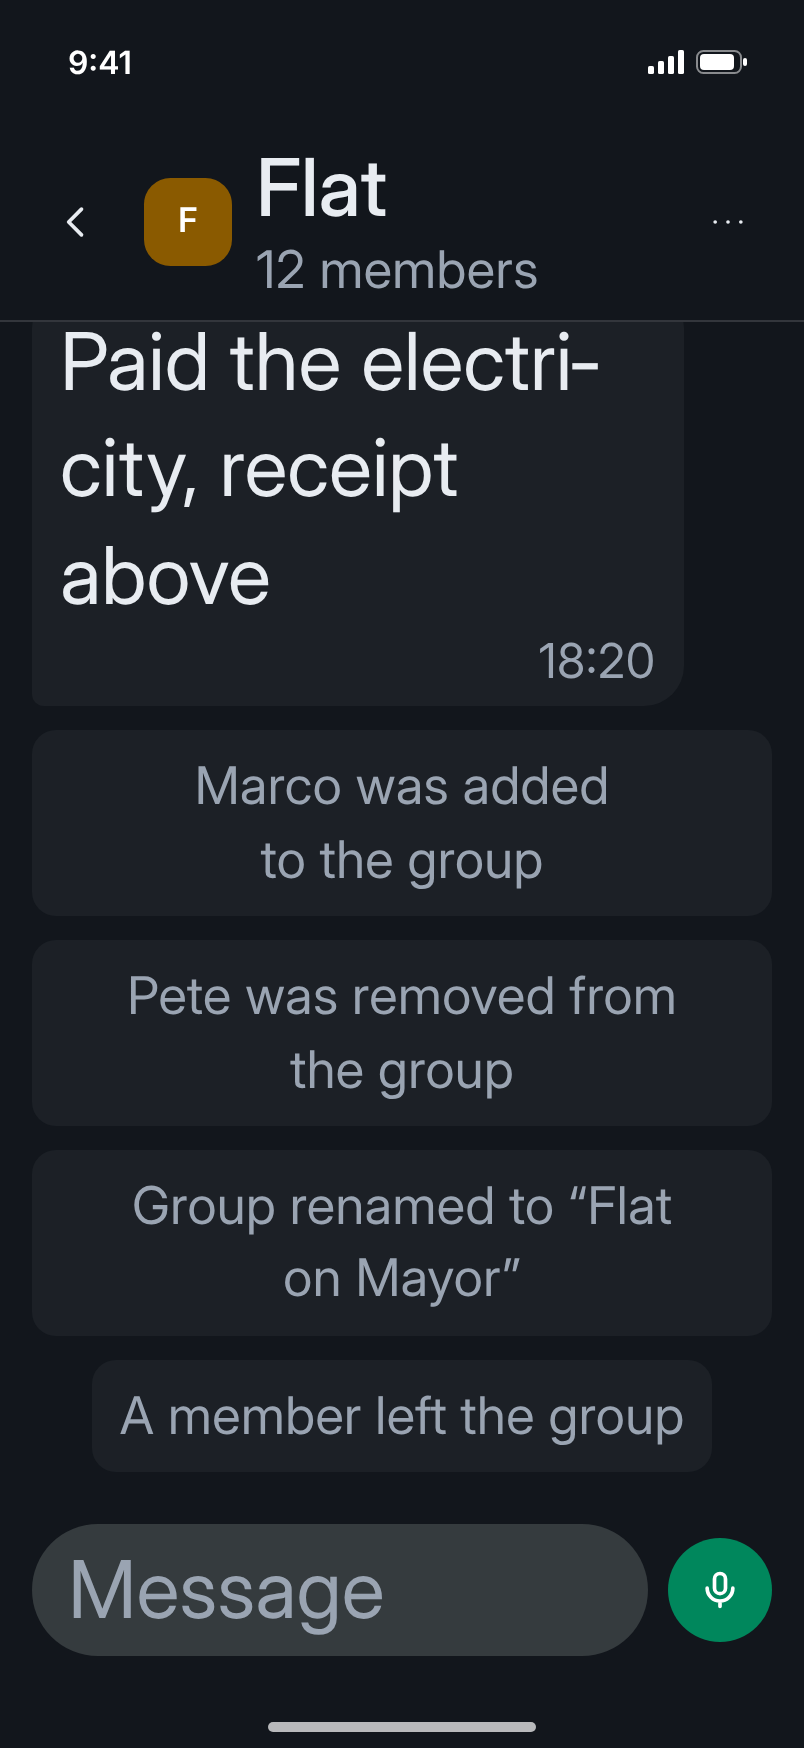 9:41
F
Flat
12 members
Paid the electri-
city, receipt
above
18:20
Marco was added
to the group
Pete was removed from
the group
Group renamed to “Flat
on Mayor”
A member left the group
Message